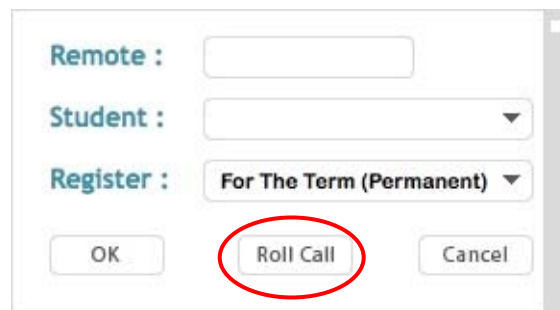 Remote :
Student :
Register : For The Term (Permanent)
OK Roll Call Cancel